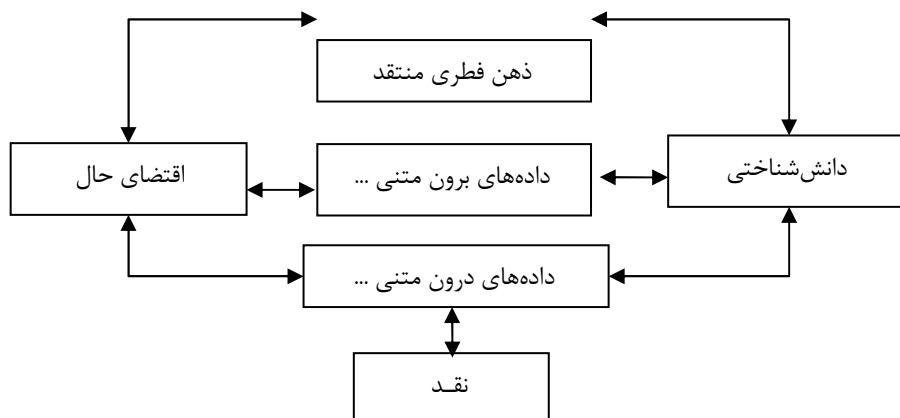 ذهن فطری منتقد
دانش‌شناختی
داده‌های برون متنی ...
اقتضای حال
داده‌های درون متنی ...
نقـد